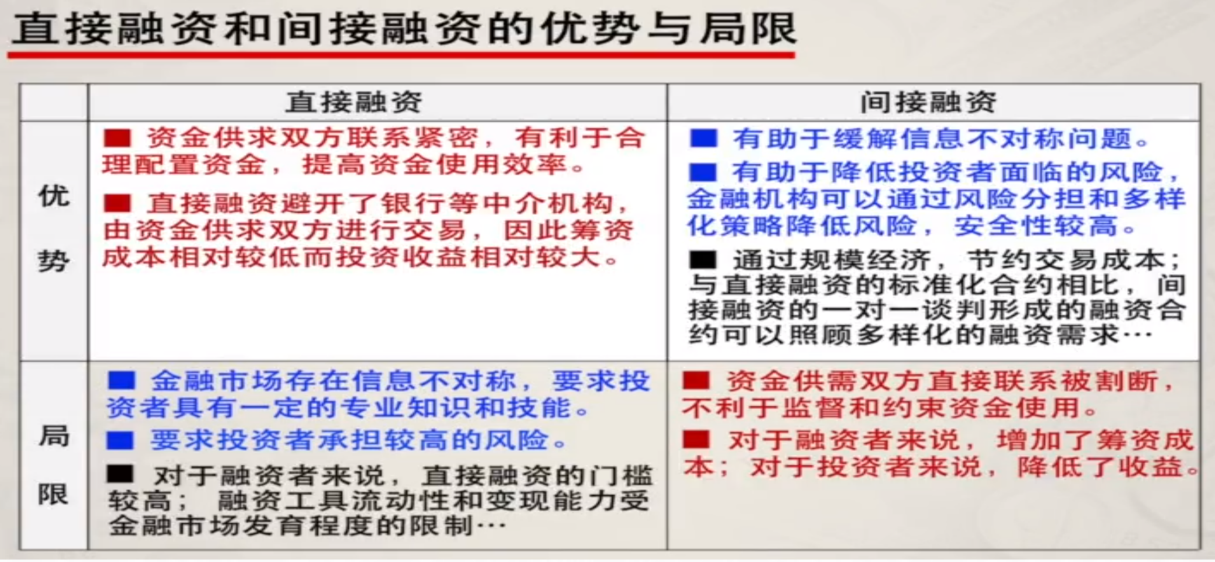 直接融资和间接融资的优势与局限
直接融资
间接融资
优势
■ 资金供求双方联系紧密，有利于合
理配置资金，提高资金使用效率。
■ 直接融资避开了银行等中介机构，
由资金供求双方进行交易，因此筹资
成本相对较低而投资收益相对较大。
■ 有助于缓解信息不对称问题。
■ 有助于降低投资者面临的风险，
金融机构可以通过风险分担和多样
化策略降低风险，安全性较高。
■ 通过规模经济，节约交易成本；
与直接融资的标准化合约相比，间
接融资的一对一谈判形成的融资合
约可以照顾多样化的融资需求…
局限
■ 金融市场存在信息不对称，要求投
资者具有一定的专业知识和技能。
■ 要求投资者承担较高的风险。
■ 对于融资者来说，直接融资的门槛
较高； 融资工具流动性和变现能力受
金融市场发育程度的限制…
■ 资金供需双方直接联系被割断，
不利于监督和约束资金使用。
■ 对于融资者来说，增加了筹资成
本；对于投资者来说，降低了收益。